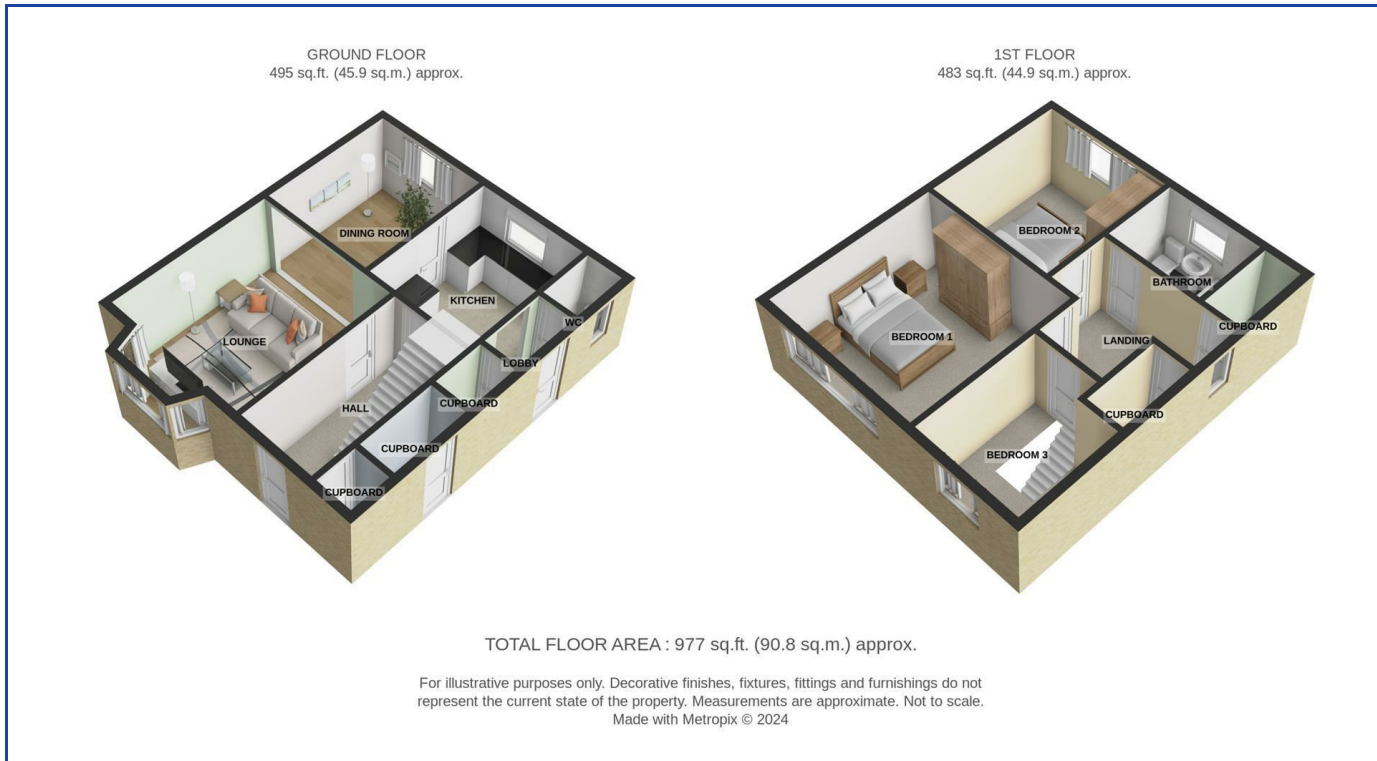 GROUND FLOOR
495 sq.ft. (45.9 sq.m.) approx.
DINING ROOM
KITCHEN
WC
LOUNGE
LOBBY
CUPBOARD
HALL
CUPBOARD
CUPBOARD
1ST FLOOR
483 sq.ft. (44.9 sq.m.) approx.
BEDROOM 2
BATHROOM
CUPBOARD
BEDROOM 1
LANDING
CUPBOARD
BEDROOM 3
TOTAL FLOOR AREA : 977 sq.ft. (90.8 sq.m.) approx.
For illustrative purposes only. Decorative finishes, fixtures, fittings and furnishings do not
represent the current state of the property. Measurements are approximate. Not to scale.
Made with Metropix © 2024